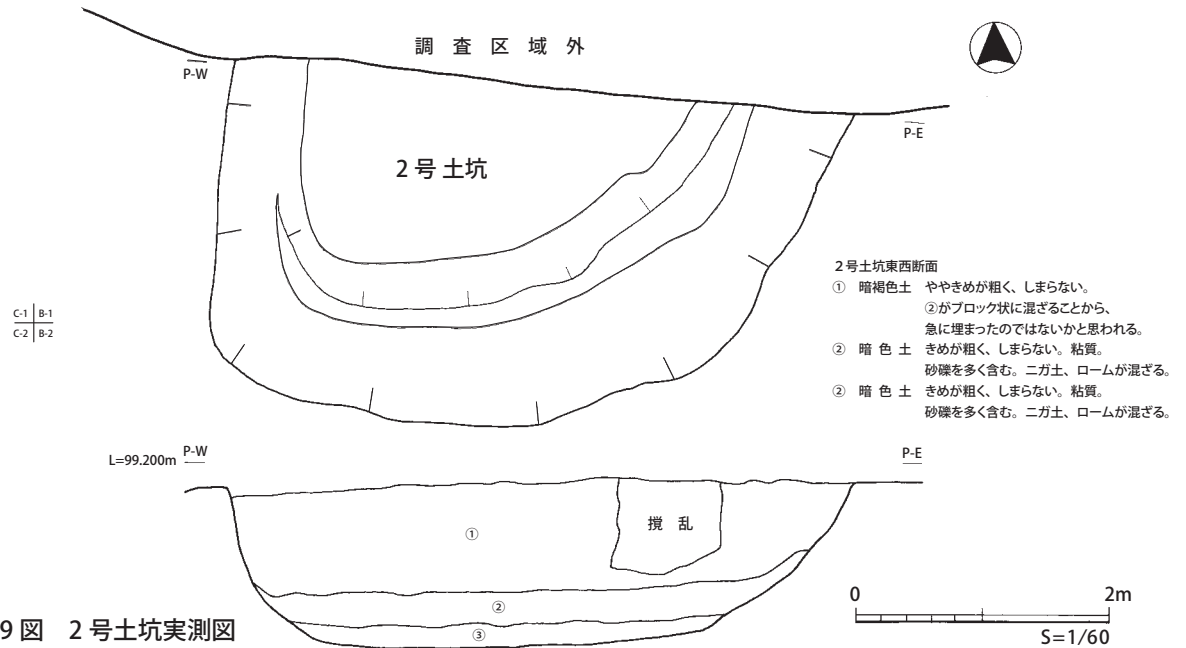 調査区域外
P-W
P-E
2号土坑
C-1 B-1
C-2 B-2
2号土坑東西断面
① 暗褐色土 ややきめが粗く、しまらない。
②がブロック状に混ざることから、
急に埋まったのではないかと思われる。
② 暗色土 きめが粗く、しまらない。粘質。
砂礫を多く含む。ニガ土、ロームが混ざる。
② 暗色土 きめが粗く、しまらない。粘質。
砂礫を多く含む。ニガ土、ロームが混ざる。
L=99.200m P-W
P-E
撹乱
①
②
③
0 2m
S=1/60
9図 2号土坑実測図